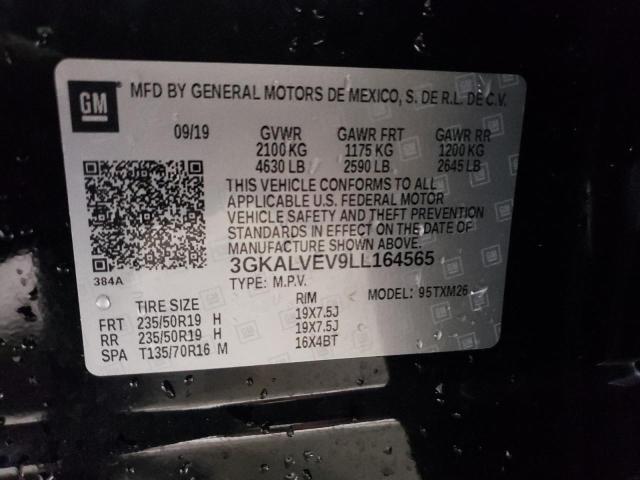 GM MFD BY GENERAL MOTORS DE MEXICO, S. DE R.L. DE C.V.
09/19 GVWR GAWR FRT GAWR RR
2100 KG 1175 KG 1200 KG
4630 LB 2590 LB 2645 LB
THIS VEHICLE CONFORMS TO ALL
APPLICABLE U.S. FEDERAL MOTOR
VEHICLE SAFETY AND THEFT PREVENTION
STANDARDS IN EFFECT ON THE DATE OF
MANUFACTURE SHOWN ABOVE.
384A 3GKALVEV9LL164565
TYPE: M.P.V. MODEL: 95TXM26
TIRE SIZE RIM
FRT 235/50R19 H 19X7.5J
RR 235/50R19 H 19X7.5J
SPA T135/70R16 M 16X4BT